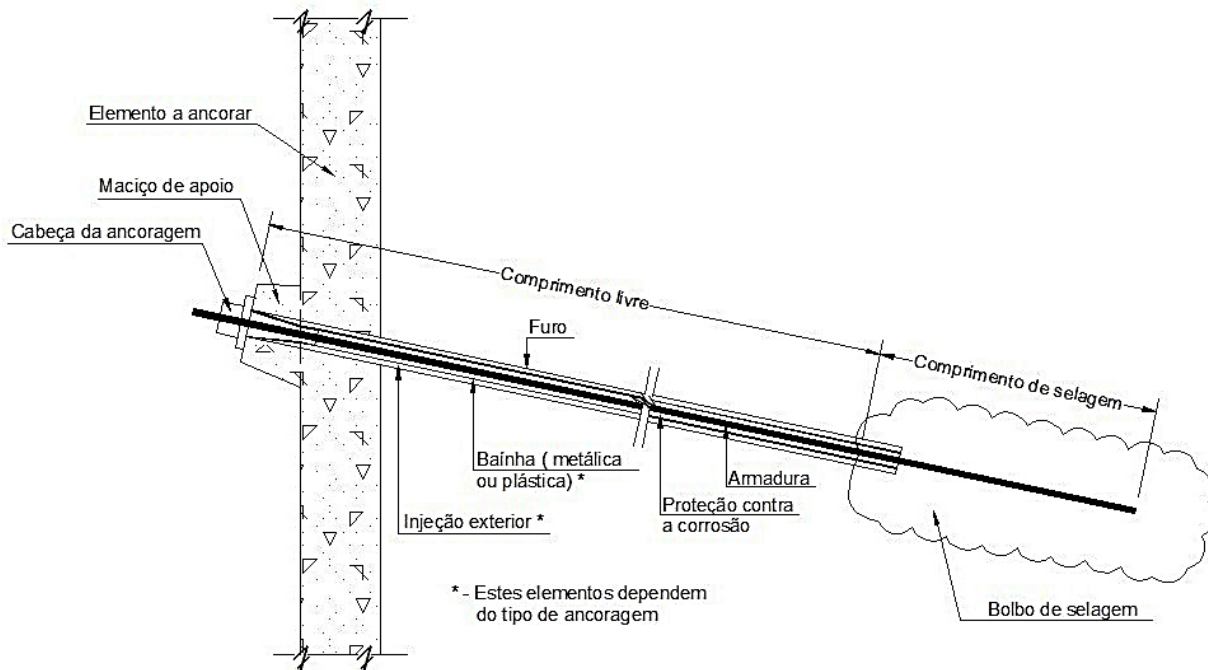 Elemento a ancorar
Maciço de apoio
Cabeça da ancoragem
Comprimento livre
Furo
Comprimento de selagem
Baínha ( metálica
ou plástica) *
Armadura
Proteção contra
a corrosão
Injeção exterior *
* - Estes elementos dependem
do tipo de ancoragem
Bolbo de selagem